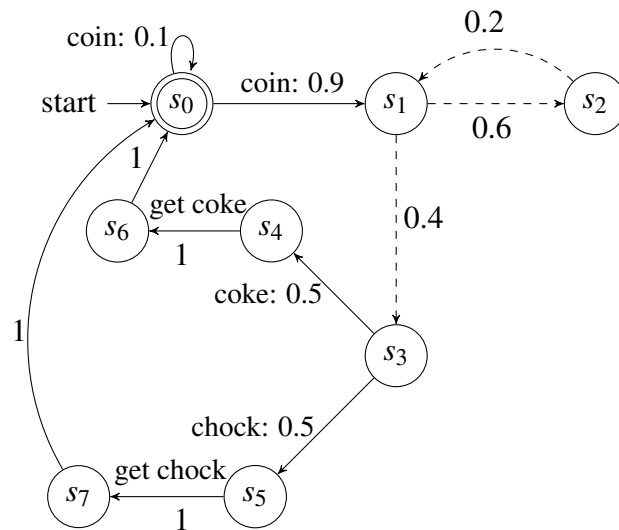 coin: 0.1
0.2
start
s0
coin: 0.9
s1
s2
0.6
1
get coke
s6
s4
1
0.4
coke: 0.5
1
s3
chock: 0.5
get chock
s7
s5
1